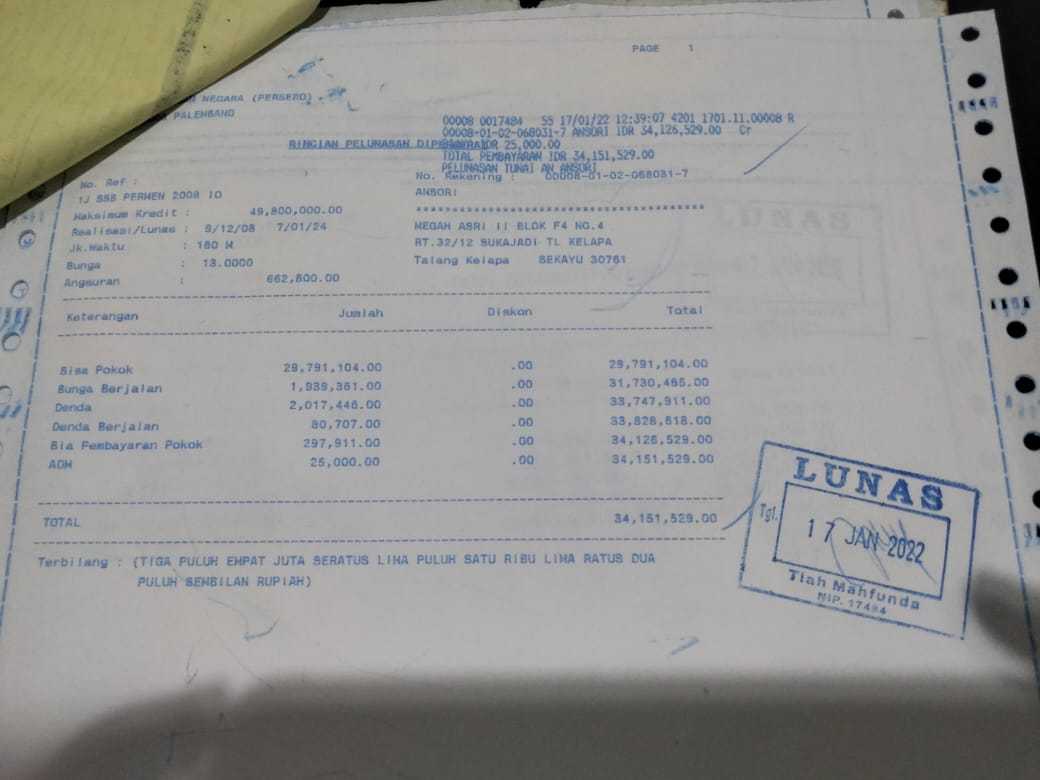 PAGE 1
NEGARA (PERSERO)
PALEMBANG
00008 0017484 55 17/01/22 12:39:07 4201 1701.11.00008 R
00008-01-02-068031-7 ANSORI IDR 34,126,529.00 Cr
RINCIAN PELUNASAN IDR 25,000.00
TOTAL PEMBAYARAN IDR 34,151,529.00
PELUNASAN TUNAI AN ANSORI
No. Ref :
No. Rekening : 00008-01-02-068031-7
1J SSB PERMEN 2008 IO
ANSORI
Maksimum Kredit : 49,800,000.00
****************************************
Realisasi/Lunas : 9/12/08 7/01/24
MEGAH ASRI II BLOK F4 NO.4
Jk.Waktu : 180 M
RT.32/12 SUKAJADI TL KELAPA
Bunga : 13.0000
Talang Kelapa SEKAYU 30761
Angsuran : 662,800.00
Keterangan Jumlah Diskon Total
Sisa Pokok 29,791,104.00 .00 29,791,104.00
Bunga Berjalan 1,939,361.00 .00 31,730,465.00
Denda 2,017,446.00 .00 33,747,911.00
Denda Berjalan 80,707.00 .00 33,828,618.00
Bia Pembayaran Pokok 297,911.00 .00 34,126,529.00
ADM 25,000.00 .00 34,151,529.00
TOTAL 34,151,529.00
Terbilang : (TIGA PULUH EMPAT JUTA SERATUS LIMA PULUH SATU RIBU LIMA RATUS DUA
PULUH SEMBILAN RUPIAH)
LUNAS
Tgl. 17 JAN 2022
Tiah Mahfunda
NIP. 17484